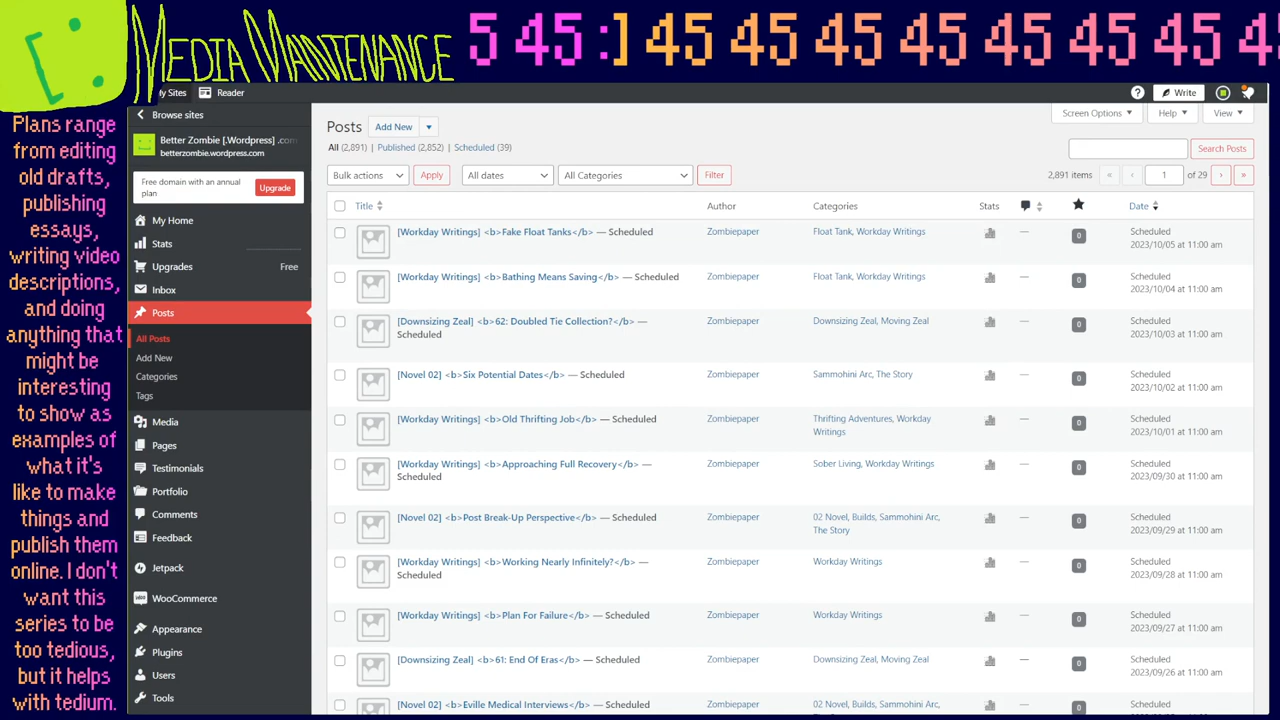 [: MEDIA MAINTENANCE
5 45 :] 45 45 45 45 45 45 45 4
Plans range
from editing
old drafts,
publishing
essays,
writing video
descriptions,
and doing
anything that
might be
interesting
to show as
examples of
what it's
like to make
things and
publish them
online. I don't
want this
series to be
too tedious,
but it helps
with tedium.
My Sites Reader
Write
Browse sites
Better Zombie [.Wordpress] .com
betterzombie.wordpress.com
Free domain with an annual
plan
Upgrade
My Home
Stats
Upgrades Free
Inbox
Posts
All Posts
Add New
Categories
Tags
Media
Pages
Testimonials
Portfolio
Comments
Feedback
Jetpack
WooCommerce
Appearance
Plugins
Users
Tools
Screen Options Help View
Posts Add New
All (2,891) | Published (2,852) | Scheduled (39)
Search Posts
Bulk actions Apply All dates All Categories Filter
2,891 items « ‹ 1 of 29 › »
Title Author Categories Stats Date
[Workday Writings] <b>Fake Float Tanks</b> — Scheduled Zombiepaper Float Tank, Workday Writings — 0 Scheduled
2023/10/05 at 11:00 am
[Workday Writings] <b>Bathing Means Saving</b> — Scheduled Zombiepaper Float Tank, Workday Writings — 0 Scheduled
2023/10/04 at 11:00 am
[Downsizing Zeal] <b>62: Doubled Tie Collection?</b> — Zombiepaper Downsizing Zeal, Moving Zeal — 0 Scheduled
Scheduled 2023/10/03 at 11:00 am
[Novel 02] <b>Six Potential Dates</b> — Scheduled Zombiepaper Sammohini Arc, The Story — 0 Scheduled
2023/10/02 at 11:00 am
[Workday Writings] <b>Old Thrifting Job</b> — Scheduled Zombiepaper Thrifting Adventures, Workday — 0 Scheduled
Writings 2023/10/01 at 11:00 am
[Workday Writings] <b>Approaching Full Recovery</b> — Zombiepaper Sober Living, Workday Writings — 0 Scheduled
Scheduled 2023/09/30 at 11:00 am
[Novel 02] <b>Post Break-Up Perspective</b> — Scheduled Zombiepaper 02 Novel, Builds, Sammohini Arc, — 0 Scheduled
The Story 2023/09/29 at 11:00 am
[Workday Writings] <b>Working Nearly Infinitely?</b> — Zombiepaper Workday Writings — 0 Scheduled
Scheduled 2023/09/28 at 11:00 am
[Workday Writings] <b>Plan For Failure</b> — Scheduled Zombiepaper Workday Writings — 0 Scheduled
2023/09/27 at 11:00 am
[Downsizing Zeal] <b>61: End Of Eras</b> — Scheduled Zombiepaper Downsizing Zeal, Moving Zeal — 0 Scheduled
2023/09/26 at 11:00 am
[Novel 02] <b>Eville Medical Interviews</b> — Scheduled Zombiepaper 02 Novel, Builds, Sammohini Arc, — 0 Scheduled